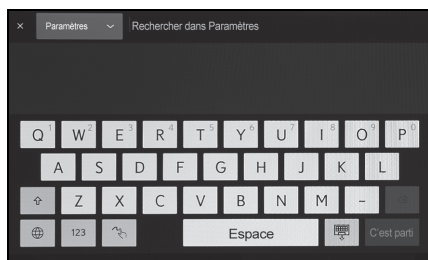 × Paramètres Rechercher dans Paramètres
Q 1 W 2 E 3 R 4 T 5 Y 6 U 7 I 8 O 9 P 0
A S D F G H J K L
Z X C V B N M -
123 Espace C'est parti